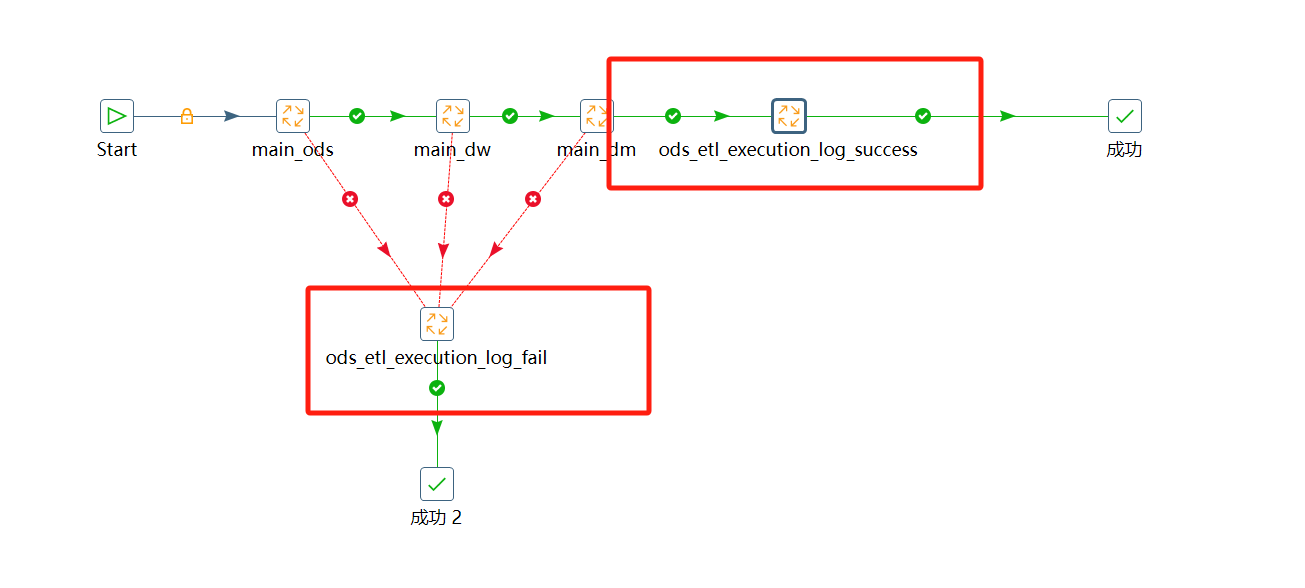 Start
main_ods
main_dw
main_dm
ods_etl_execution_log_success
成功
ods_etl_execution_log_fail
成功 2